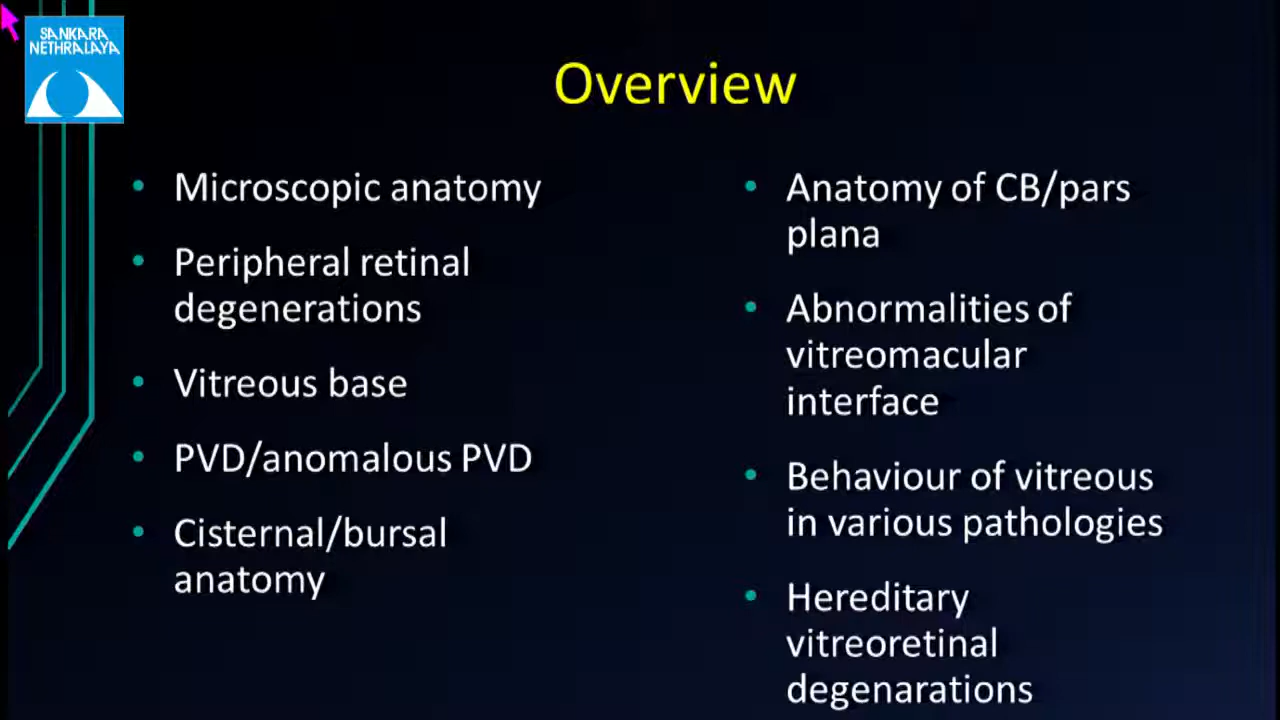 SANKARA
NETHRALAYA
Overview
• Microscopic anatomy
• Peripheral retinal
degenerations
• Vitreous base
• PVD/anomalous PVD
• Cisternal/bursal
anatomy
• Anatomy of CB/pars
plana
• Abnormalities of
vitreomacular
interface
• Behaviour of vitreous
in various pathologies
• Hereditary
vitreoretinal
degenarations